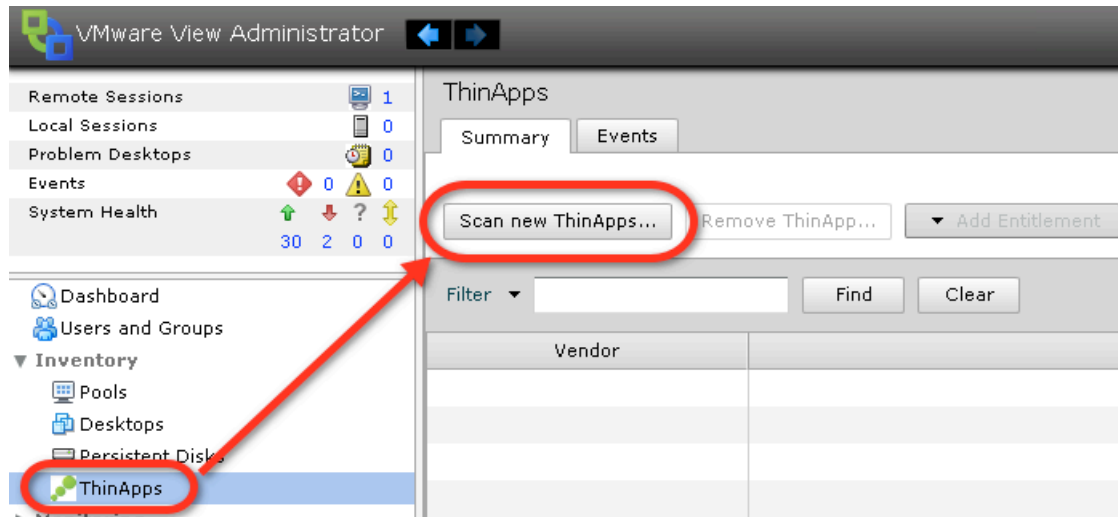 VMware View Administrator
Remote Sessions 1
Local Sessions 0
Problem Desktops 0
Events 0 0
System Health ?
30 2 0 0
Dashboard
Users and Groups
Inventory
Pools
Desktops
Persistent Disks
ThinApps
ThinApps
Summary Events
Scan new ThinApps... Remove ThinApp... Add Entitlement
Filter Find Clear
Vendor